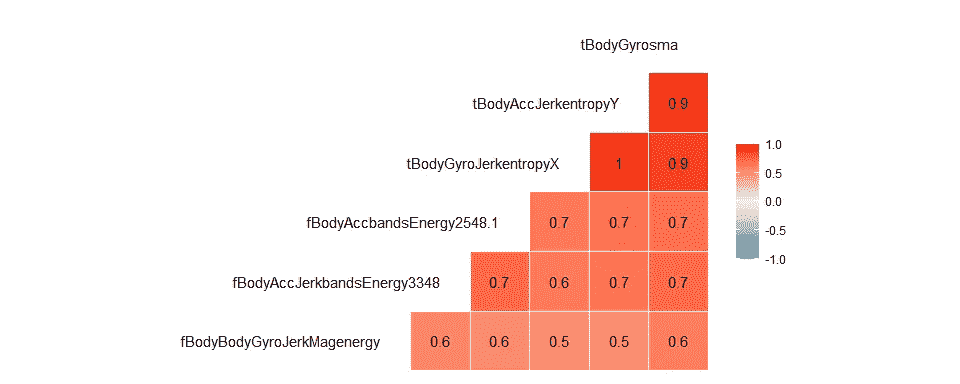 tBodyGyrosma
tBodyAccJerkentropyY 0.9
tBodyGyroJerkentropyX 1 0.9
fBodyAccbandsEnergy2548.1 0.7 0.7 0.7
fBodyAccJerkbandsEnergy3348 0.7 0.6 0.7 0.7
fBodyBodyGyroJerkMagenergy 0.6 0.6 0.5 0.5 0.6
1.0
0.5
0.0
-0.5
-1.0